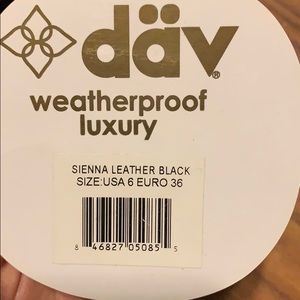 däv®
weatherproof
luxury
SIENNA LEATHER BLACK
SIZE:USA 6 EURO 36
8 46827 05085 5